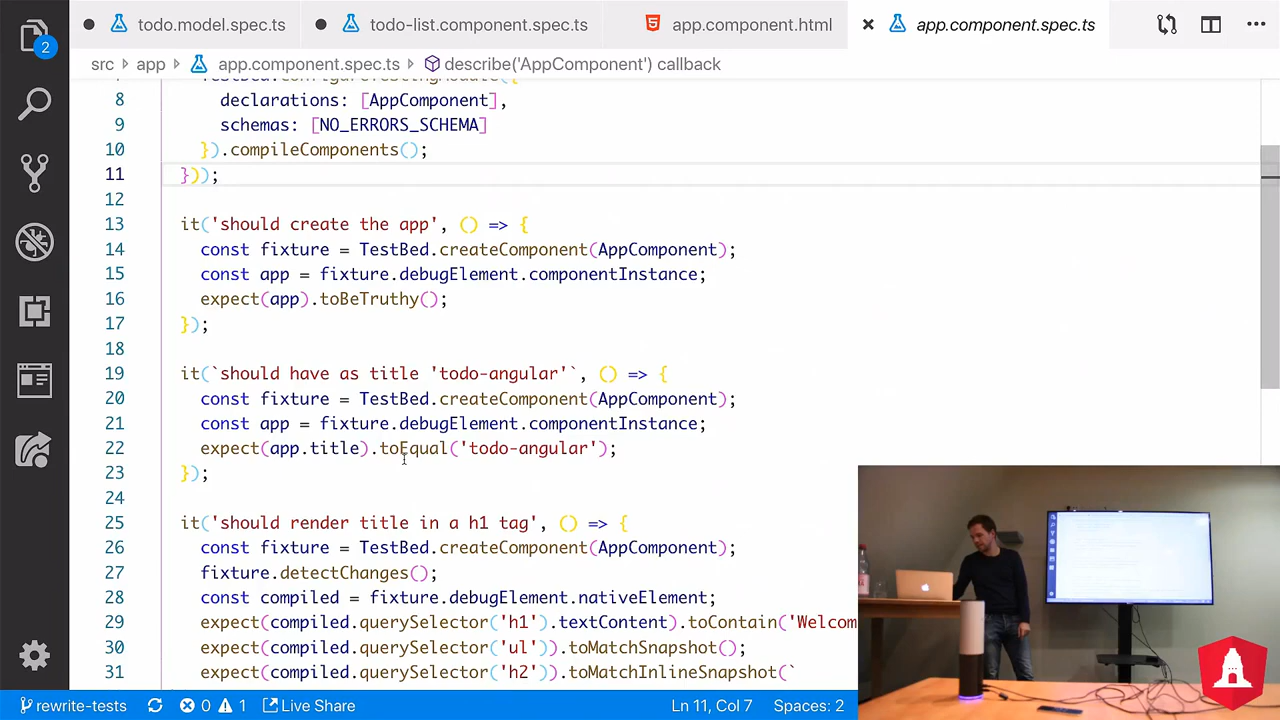 todo.model.spec.ts
todo-list.component.spec.ts
app.component.html
app.component.spec.ts
src > app > app.component.spec.ts > describe('AppComponent') callback
2
8 declarations: [AppComponent],
9 schemas: [NO_ERRORS_SCHEMA]
10 }).compileComponents();
11 }));
12
13 it('should create the app', () => {
14 const fixture = TestBed.createComponent(AppComponent);
15 const app = fixture.debugElement.componentInstance;
16 expect(app).toBeTruthy();
17 });
18
19 it(`should have as title 'todo-angular'`, () => {
20 const fixture = TestBed.createComponent(AppComponent);
21 const app = fixture.debugElement.componentInstance;
22 expect(app.title).toEqual('todo-angular');
23 });
24
25 it('should render title in a h1 tag', () => {
26 const fixture = TestBed.createComponent(AppComponent);
27 fixture.detectChanges();
28 const compiled = fixture.debugElement.nativeElement;
29 expect(compiled.querySelector('h1').textContent).toContain('Welcom
30 expect(compiled.querySelector('ul')).toMatchSnapshot();
31 expect(compiled.querySelector('h2')).toMatchInlineSnapshot(`
rewrite-tests 0 1 Live Share Ln 11, Col 7 Spaces: 2